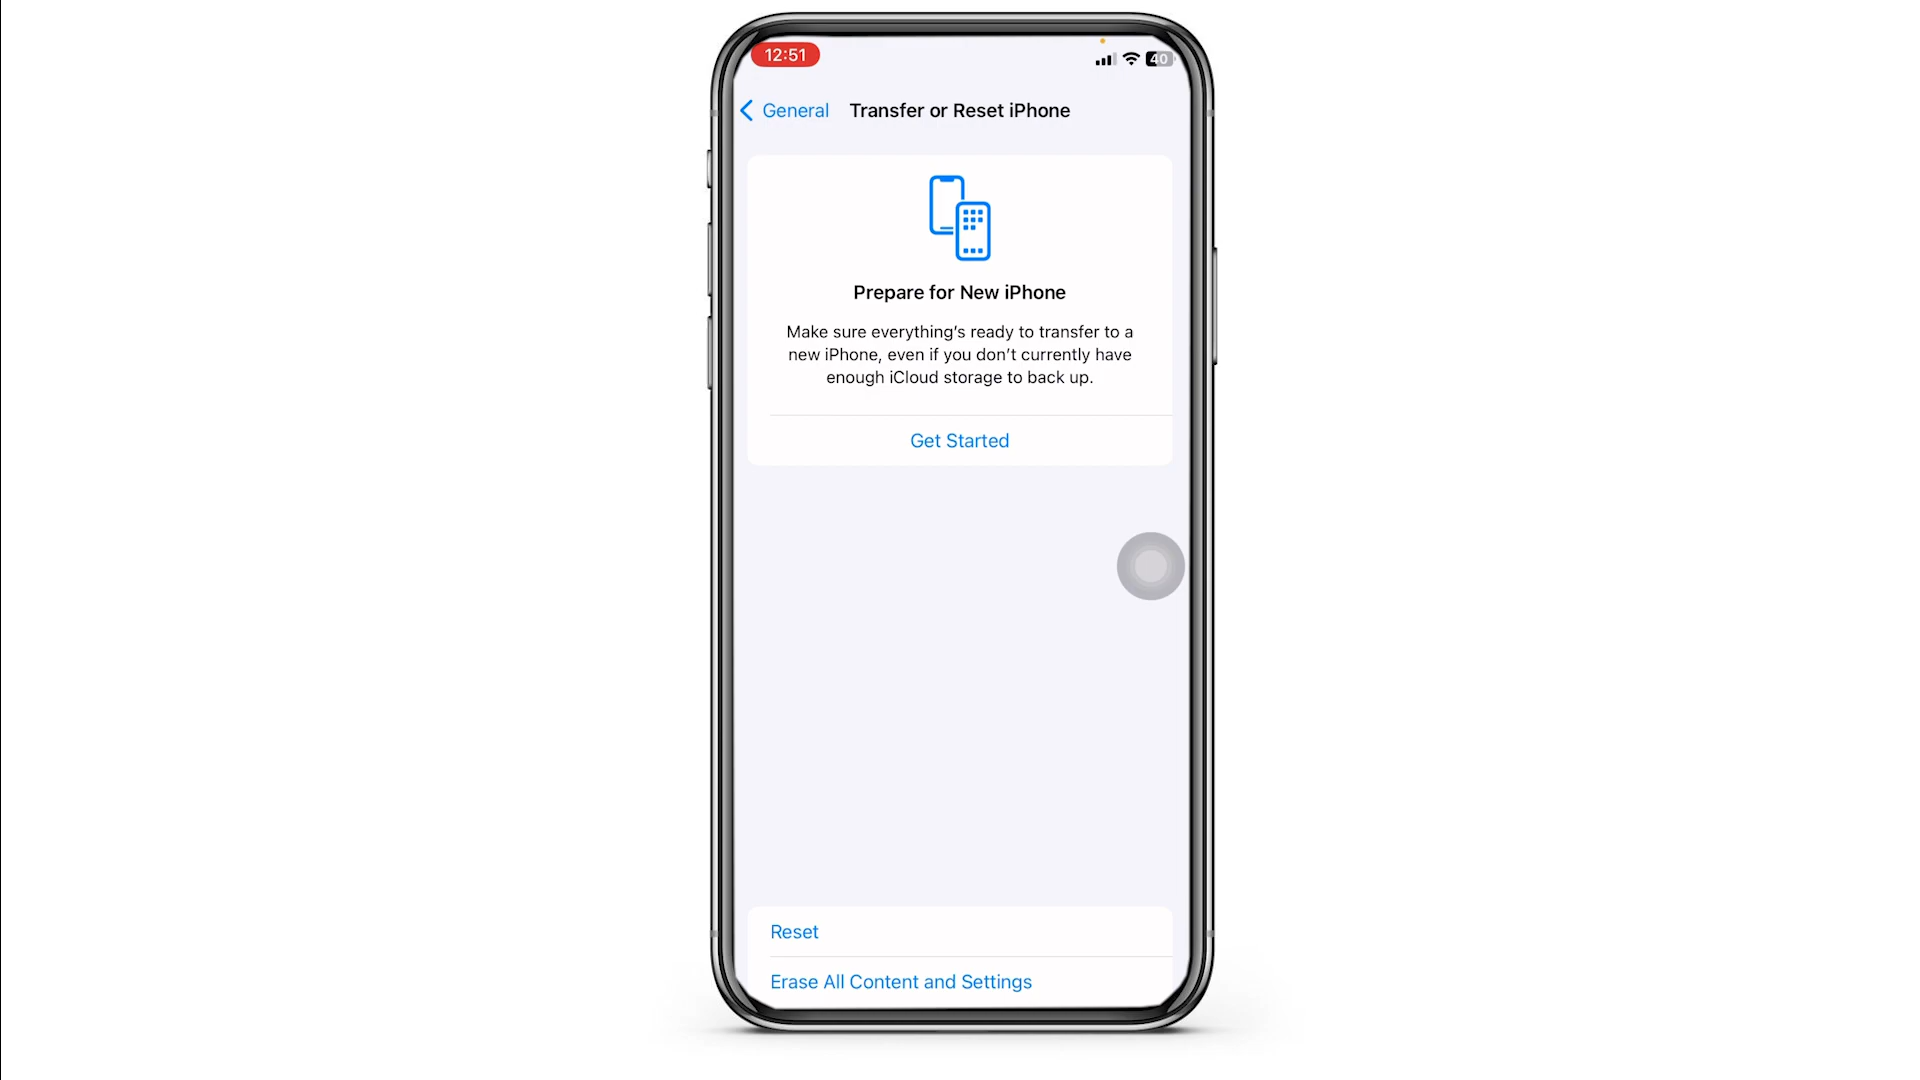 12:51
40
General
Transfer or Reset iPhone
Prepare for New iPhone
Make sure everything's ready to transfer to a
new iPhone, even if you don't currently have
enough iCloud storage to back up.
Get Started
Reset
Erase All Content and Settings